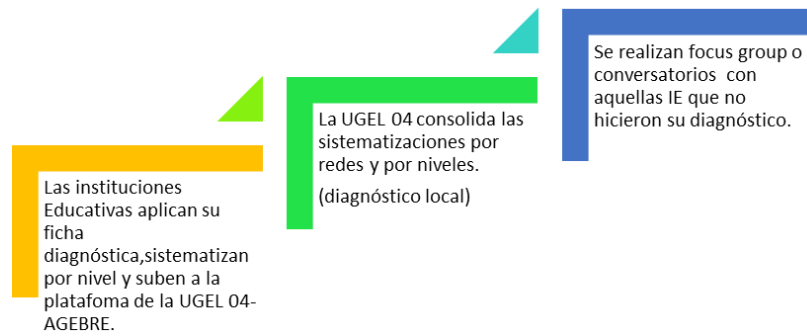 Las instituciones
Educativas aplican su
ficha
diagnóstica,sistematizan
por nivel y suben a la
platafoma de la UGEL 04-
AGEBRE.
La UGEL 04 consolida las
sistematizaciones por
redes y por niveles.
(diagnóstico local)
Se realizan focus group o
conversatorios  con
aquellas IE que no
hicieron su diagnóstico.